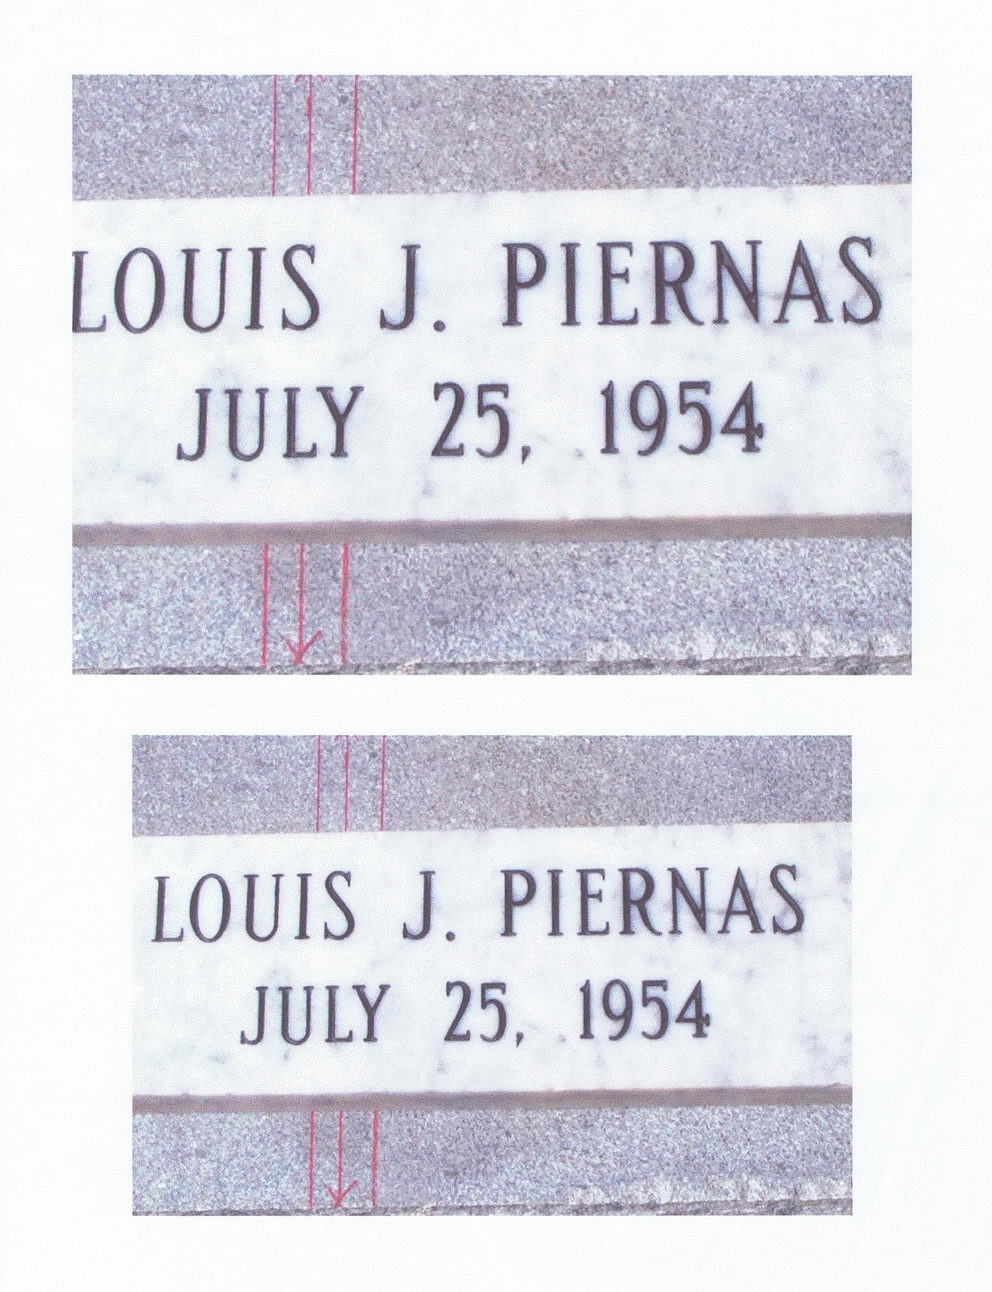 LOUIS J. PIERNAS
JULY 25, 1954
LOUIS J. PIERNAS
JULY 25, 1954